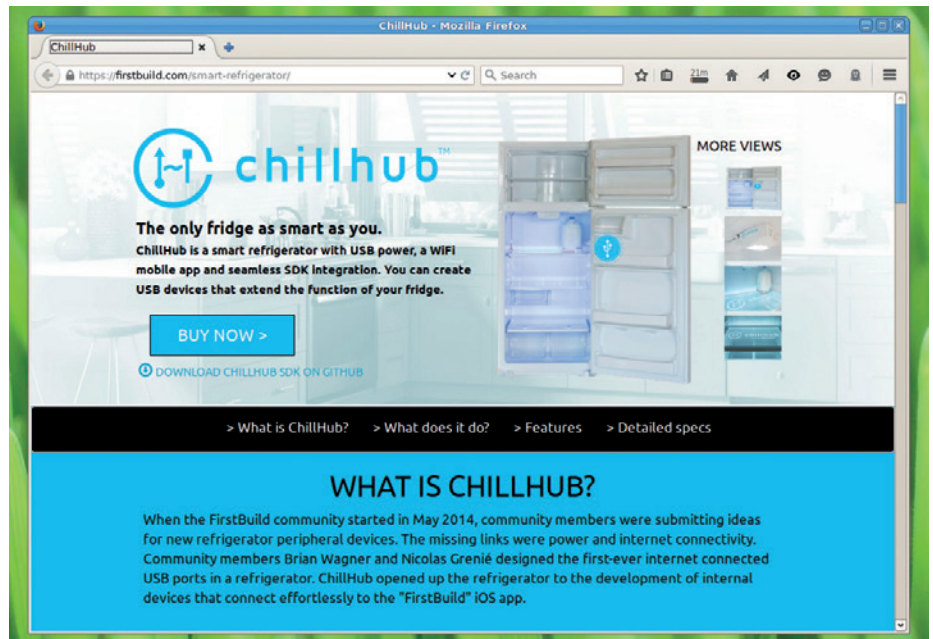 ChillHub - Mozilla Firefox
ChillHub
https://firstbuild.com/smart-refrigerator/
Search
21m
chillhub™
MORE VIEWS
The only fridge as smart as you.
ChillHub is a smart refrigerator with USB power, a WiFi
mobile app and seamless SDK integration. You can create
USB devices that extend the function of your fridge.
BUY NOW >
DOWNLOAD CHILLHUB SDK ON GITHUB
> What is ChillHub? > What does it do? > Features > Detailed specs
WHAT IS CHILLHUB?
When the FirstBuild community started in May 2014, community members were submitting ideas
for new refrigerator peripheral devices. The missing links were power and internet connectivity.
Community members Brian Wagner and Nicolas Grenié designed the first-ever internet connected
USB ports in a refrigerator. ChillHub opened up the refrigerator to the development of internal
devices that connect effortlessly to the "FirstBuild" iOS app.